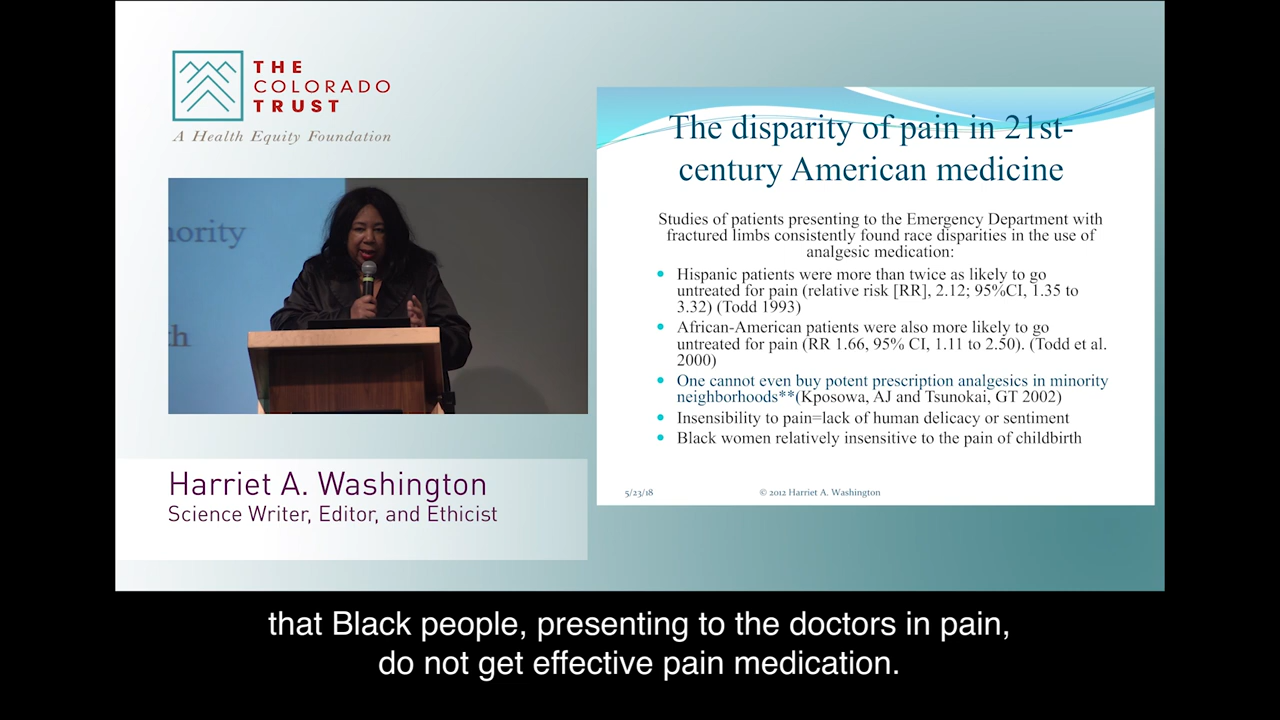 THE
COLORADO
TRUST
A Health Equity Foundation
nority
th
Harriet A. Washington
Science Writer, Editor, and Ethicist
The disparity of pain in 21st-
century American medicine
Studies of patients presenting to the Emergency Department with
fractured limbs consistently found race disparities in the use of
analgesic medication:
Hispanic patients were more than twice as likely to go
untreated for pain (relative risk [RR], 2.12; 95%CI, 1.35 to
3.32) (Todd 1993)
African-American patients were also more likely to go
untreated for pain (RR 1.66, 95% CI, 1.11 to 2.50). (Todd et al.
2000)
One cannot even buy potent prescription analgesics in minority
neighborhoods**(Kposowa, AJ and Tsunokai, GT 2002)
Insensibility to pain=lack of human delicacy or sentiment
Black women relatively insensitive to the pain of childbirth
5/23/18
© 2012 Harriet A. Washington
that Black people, presenting to the doctors in pain,
do not get effective pain medication.